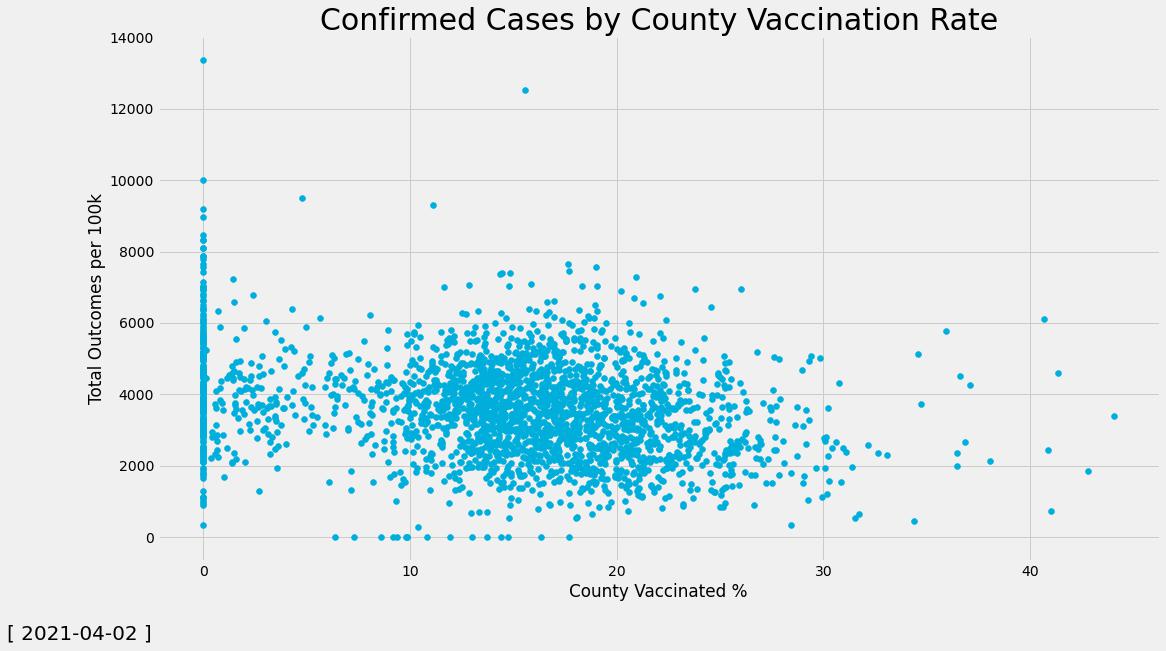 Confirmed Cases by County Vaccination Rate
14000
12000
10000
8000
6000
4000
2000
0
Total Outcomes per 100k
0 10 20 30 40
County Vaccinated %
[ 2021-04-02 ]